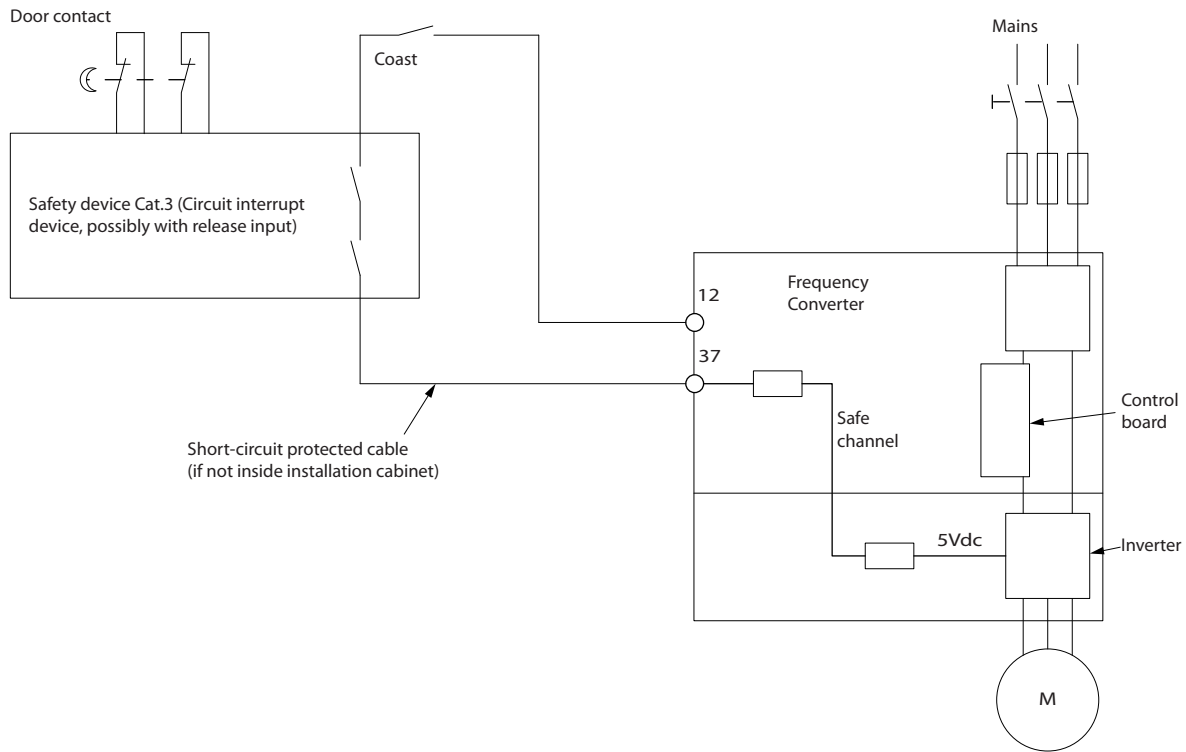 Door contact
Mains
Coast
Safety device Cat.3 (Circuit interrupt
device, possibly with release input)
12
Frequency
Converter
37
Control
board
Safe
channel
Short-circuit protected cable
(if not inside installation cabinet)
5Vdc
Inverter
M